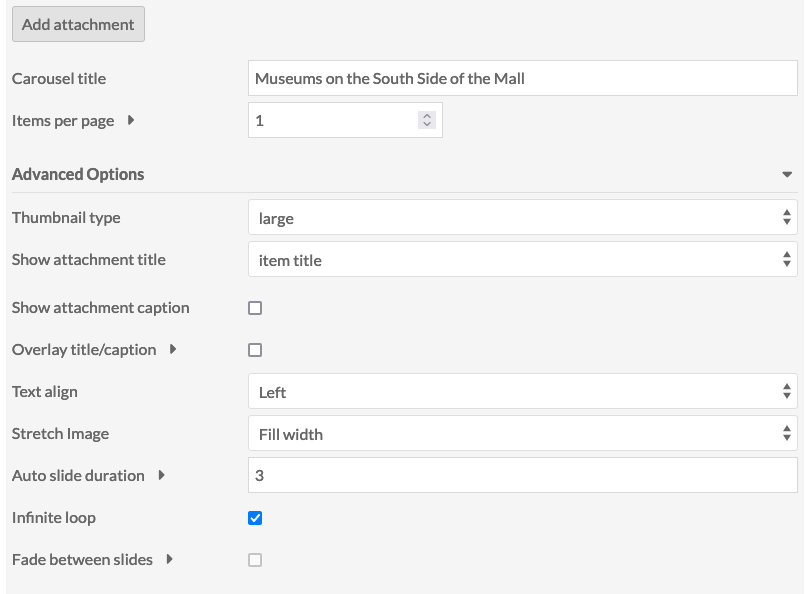 Add attachment
Carousel title
Museums on the South Side of the Mall
Items per page
1
Advanced Options
Thumbnail type
large
Show attachment title
item title
Show attachment caption
Overlay title/caption
Text align
Left
Stretch Image
Fill width
Auto slide duration
3
Infinite loop
Fade between slides